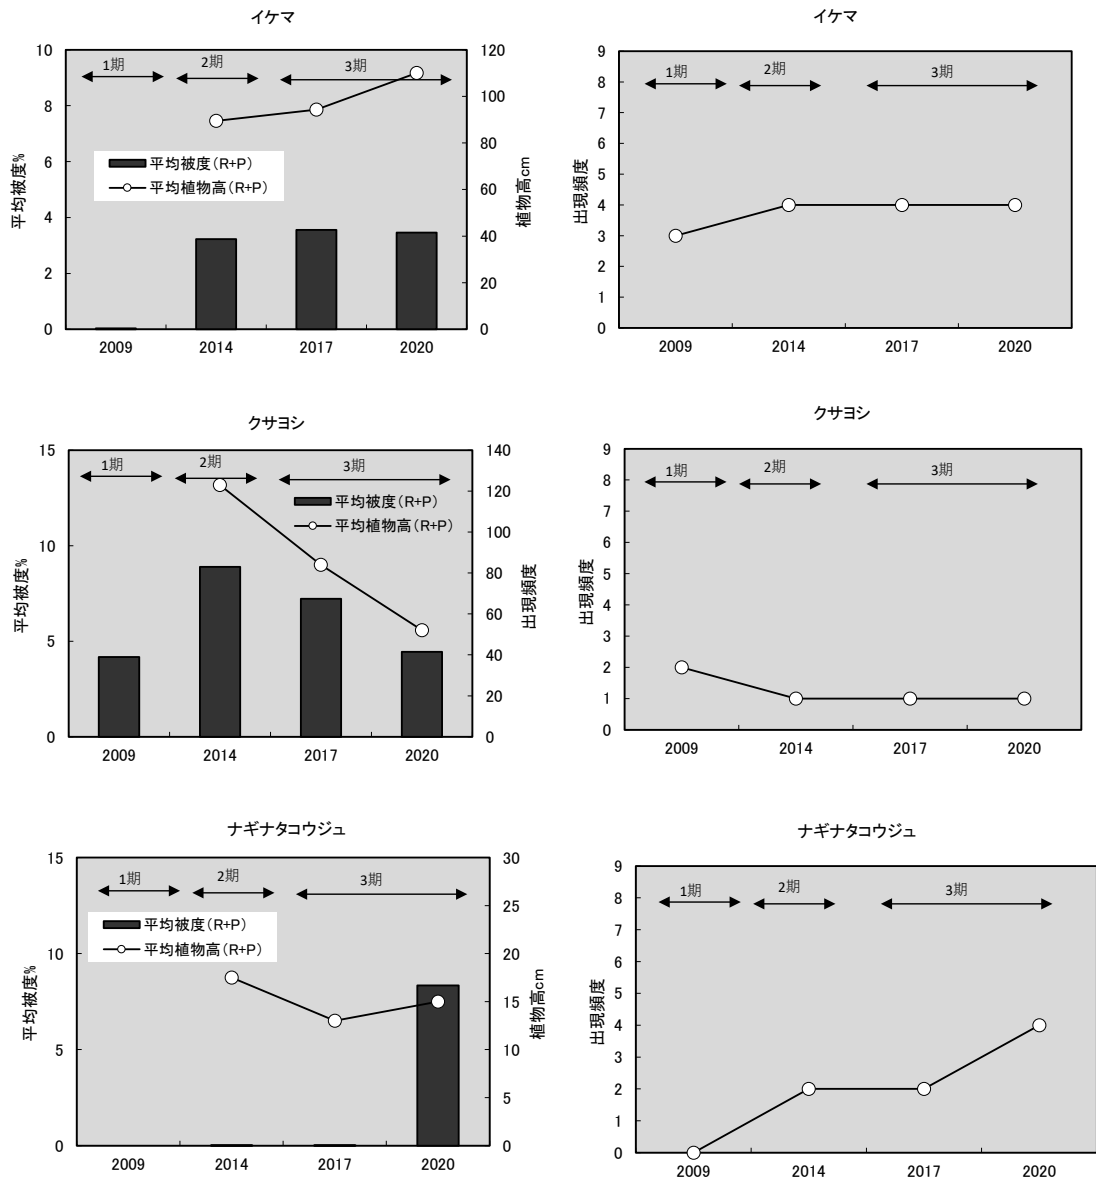 イケマ
10
8
6
4
2
0
平均被度%
1期
2期
3期
平均被度(R+P)
平均植物高(R+P)
120
100
80
60
40
20
0
植物高cm
2009 2014 2017 2020
イケマ
9
8
7
6
5
4
3
2
1
0
出現頻度
1期
2期
3期
2009 2014 2017 2020
クサヨシ
15
10
5
0
平均被度%
1期
2期
3期
平均被度(R+P)
平均植物高(R+P)
140
120
100
80
60
40
20
0
出現頻度
2009 2014 2017 2020
クサヨシ
9
8
7
6
5
4
3
2
1
0
出現頻度
1期
2期
3期
2009 2014 2017 2020
ナギナタコウジュ
15
10
5
0
平均被度%
1期
2期
3期
平均被度(R+P)
平均植物高(R+P)
30
25
20
15
10
5
0
植物高cm
2009 2014 2017 2020
ナギナタコウジュ
9
8
7
6
5
4
3
2
1
0
出現頻度
1期
2期
3期
2009 2014 2017 2020